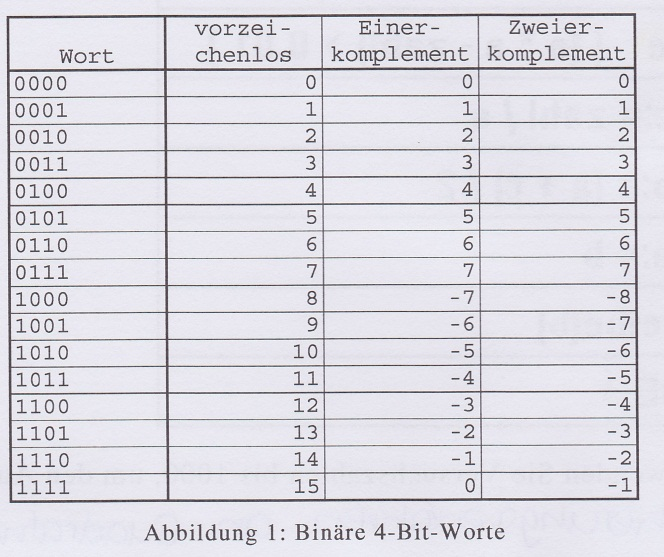 Wort vorzei-chenlos Einer-komplement Zweier-komplement
0000 0 0 0
0001 1 1 1
0010 2 2 2
0011 3 3 3
0100 4 4 4
0101 5 5 5
0110 6 6 6
0111 7 7 7
1000 8 -7 -8
1001 9 -6 -7
1010 10 -5 -6
1011 11 -4 -5
1100 12 -3 -4
1101 13 -2 -3
1110 14 -1 -2
1111 15 0 -1
Abbildung 1: Binäre 4-Bit-Worte